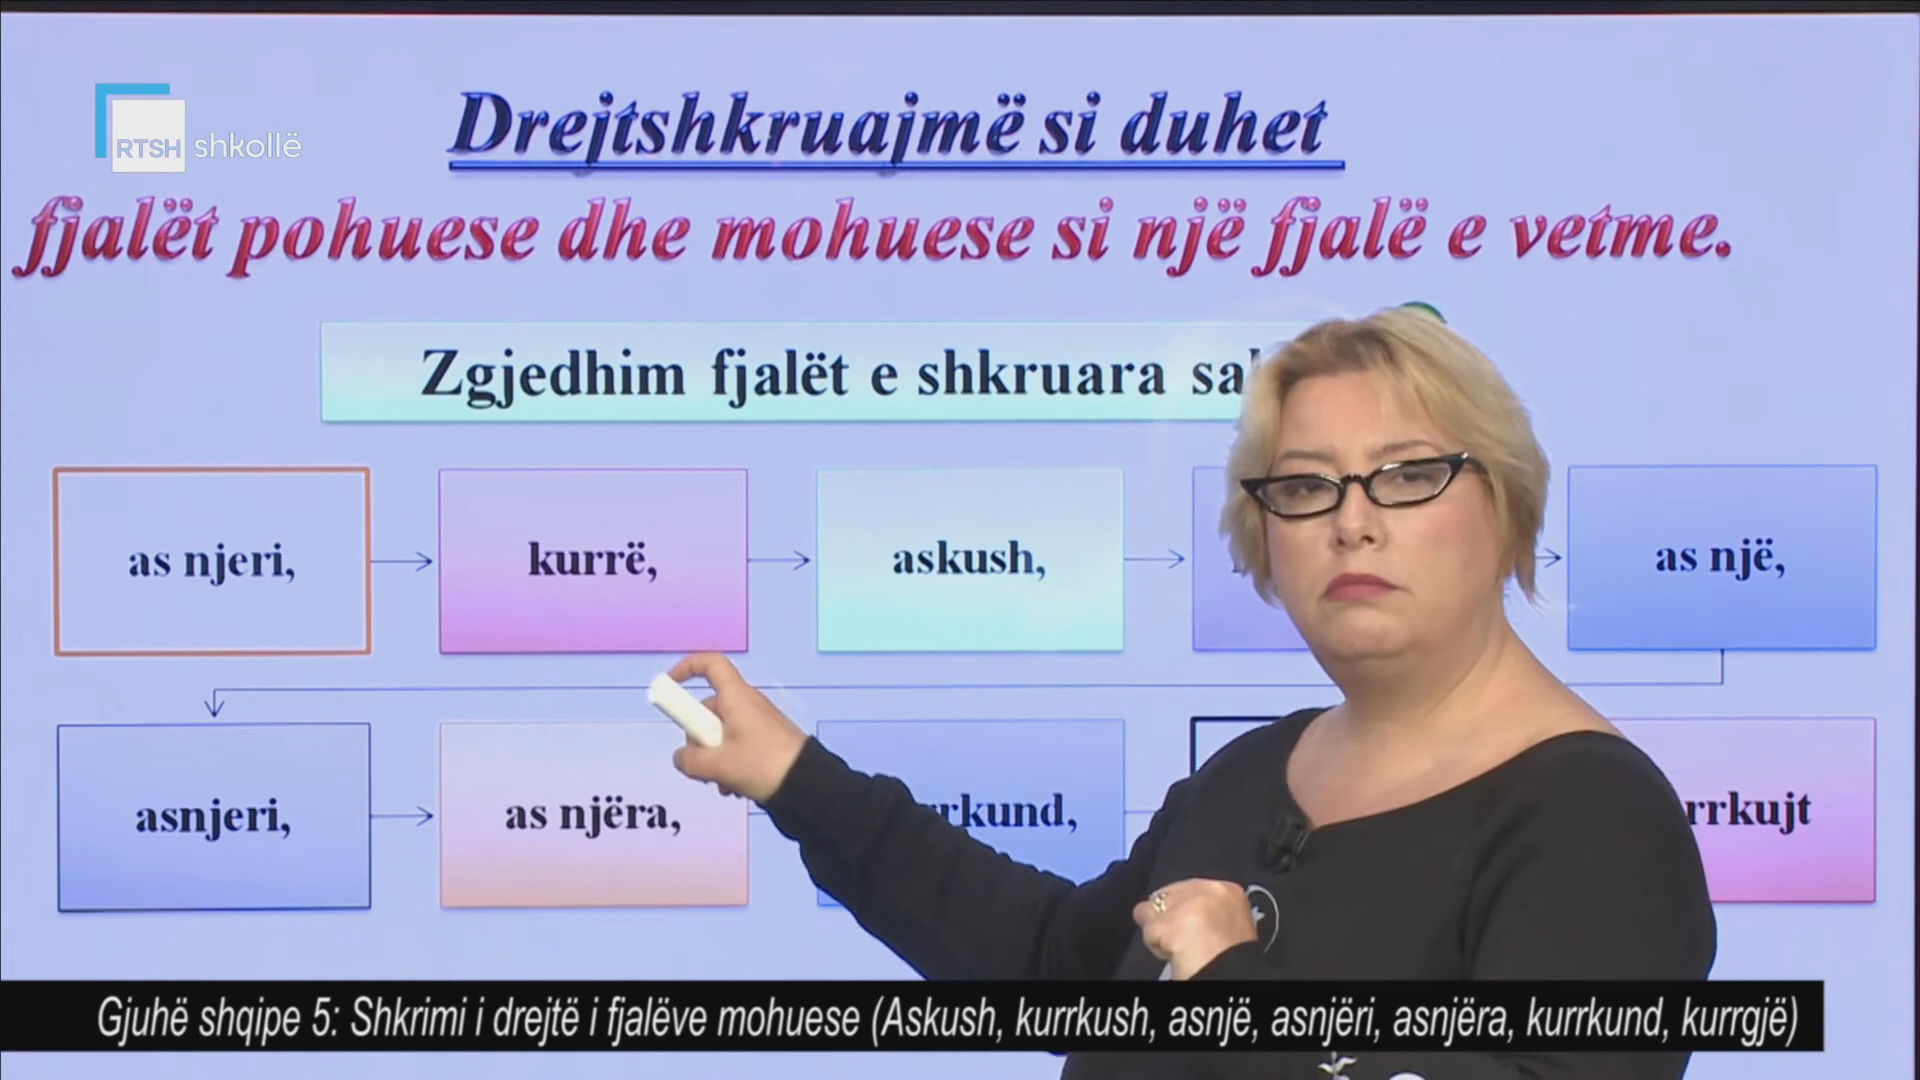 RTSH shkollë
Drejtshkruajmë si duhet
fjalët pohuese dhe mohuese si një fjalë e vetme.
Zgjedhim fjalët e shkruara
as njeri,
kurrë,
askush,
as një,
asnjeri,
as njëra,
Gjuhë shqipe 5: Shkrimi i drejtë i fjalëve mohuese (Askush, kurrkush, asnjë, asnjëri, asnjëra, kurrkund, kurrgjë)